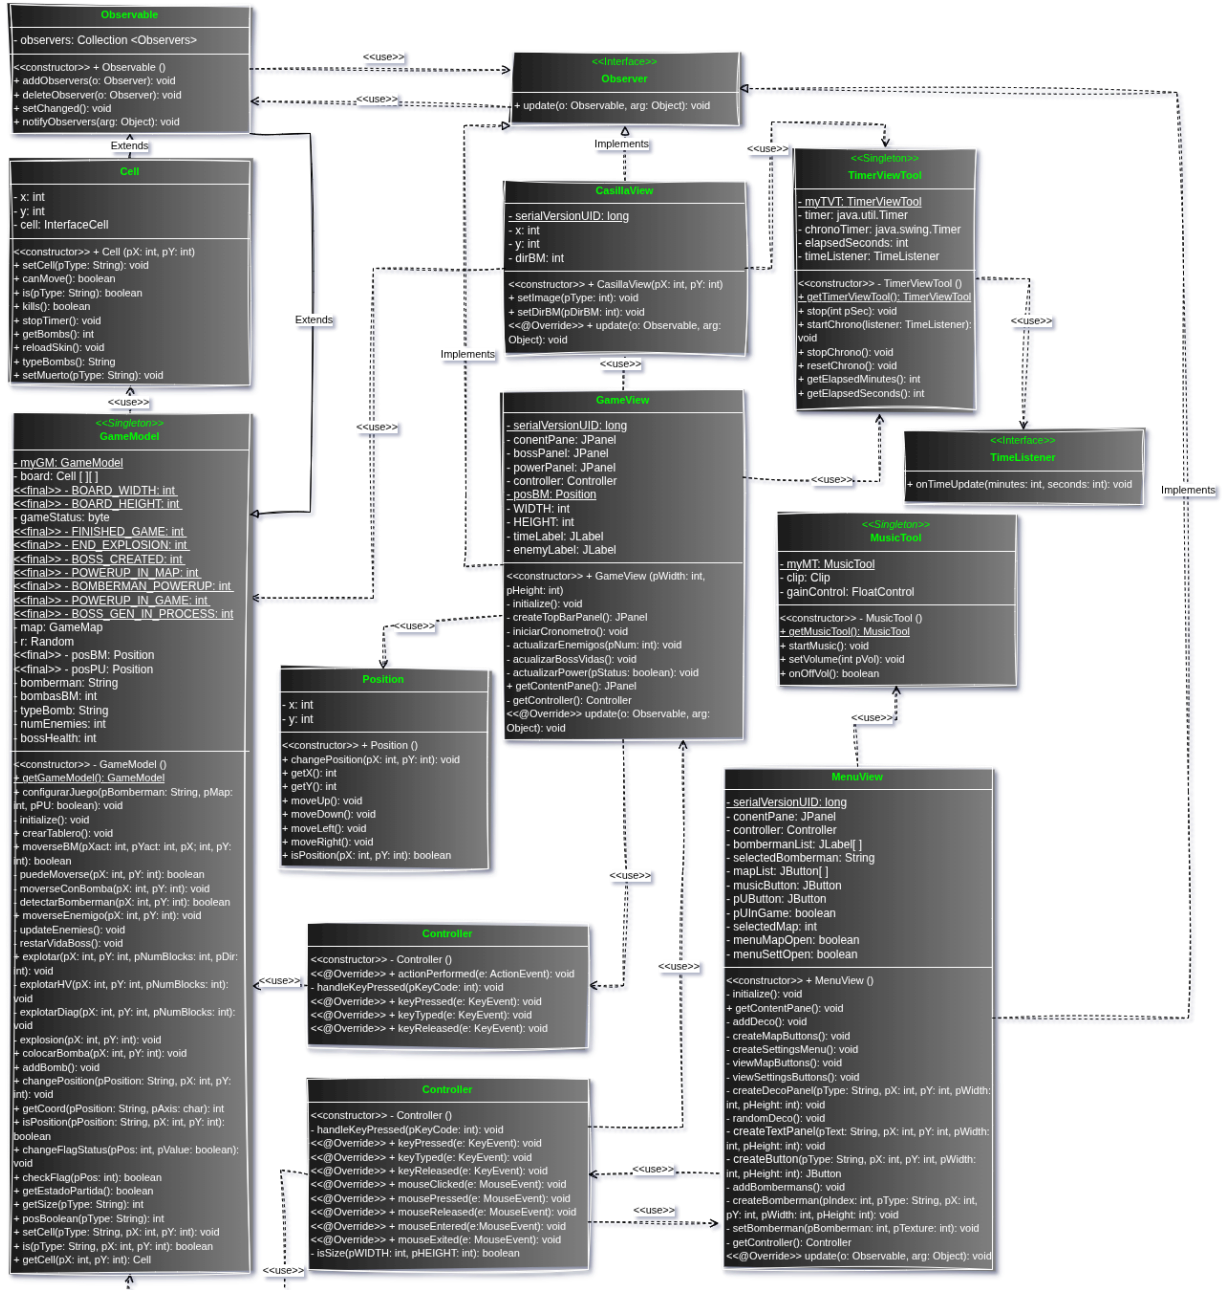 Observable
- observers: Collection <Observers>
<<constructor>> + Observable ()
+ addObservers(o: Observer): void
+ deleteObserver(o: Observer): void
+ setChanged(): void
+ notifyObservers(arg: Object): void
<<use>>
<<use>>
<<Interface>>
Observer
+ update(o: Observable, arg: Object): void
Extends
Cell
- x: int
- y: int
- cell: InterfaceCell
<<constructor>> + Cell (pX: int, pY: int)
+ setCell(pType: String): void
+ canMove(): boolean
+ is(pType: String): boolean
+ kills(): boolean
+ stopTimer(): void
+ getBombs(): int
+ reloadSkin(): void
+ typeBombs(): String
+ setMuerto(pType: String): void
<<use>>
Extends
Implements
CasillaView
- serialVersionUID: long
- x: int
- y: int
- dirBM: int
<<constructor>> + CasillaView(pX: int, pY: int)
+ setImage(pType: int): void
+ setDirBM(pDirBM: int): void
<<@Override>> + update(o: Observable, arg:
Object): void
<<use>>
<<Singleton>>
TimerViewTool
- myTVT: TimerViewTool
- timer: java.util.Timer
- chronoTimer: java.swing.Timer
- elapsedSeconds: int
- timeListener: TimeListener
<<constructor>> - TimerViewTool ()
+ getTimerViewTool(): TimerViewTool
+ stop(int pSec): void
+ startChrono(listener: TimeListener):
void
+ stopChrono(): void
+ resetChrono(): void
+ getElapsedMinutes(): int
+ getElapsedSeconds(): int
<<use>>
<<Interface>>
TimeListener
+ onTimeUpdate(minutes: int, seconds: int): void
Implements
Implements
<<use>>
<<use>>
<<Singleton>>
GameModel
- myGM: GameModel
- board: Cell [ ][ ]
<<final>> - BOARD_WIDTH: int
<<final>> - BOARD_HEIGHT: int
- gameStatus: byte
<<final>> - FINISHED_GAME: int
<<final>> - END_EXPLOSION: int
<<final>> - BOSS_CREATED: int
<<final>> - POWERUP_IN_MAP: int
<<final>> - POMBERMAN_POWERUP: int
<<final>> - POWERUP_IN_GAME: int
<<final>> - BOSS_GEN_IN_PROCESS: int
- map: GameMap
- r: Random
<<final>> - posBM: Position
<<final>> - posPU: Position
- bomberman: String
- bombasBM: int
- typeBomb: String
- numEnemies: int
- bossHealth: int
<<constructor>> - GameModel ()
+ getGameModel(): GameModel
+ configurarJuego(pBomberman: String, pMap:
int, pPU: boolean): void
- initialize(): void
+ crearTablero(): void
+ moverseBM(pXact: int, pYact: int, pX; int, pY:
int): boolean
- puedeMoverse(pX: int, pY: int): boolean
- moverseConBomba(pX: int, pY: int): void
- detectarBomberman(pX: int, pY: int): boolean
+ moverseEnemigo(pX: int, pY: int): void
- updateEnemies(): void
- restarVidaBoss(): void
+ explotar(pX: int, pY: int, pNumBlocks: int, pDir:
int): void
- explotarHV(pX: int, pY: int, pNumBlocks: int):
void
- explotarDiag(pX: int, pY: int, pNumBlocks: int):
void
- explosion(pX: int, pY: int): void
+ colocarBomba(pX: int, pY: int): void
+ addBomb(): void
+ changePosition(pPosition: String, pX: int, pY:
int): void
+ getCoord(pPosition: String, pAxis: char): int
+ isPosition(pPosition: String, pX: int, pY: int):
boolean
+ changeFlagStatus(pPos: int, pValue: boolean):
void
+ checkFlag(pPos: int): boolean
+ getEstadoPartida(): boolean
+ getSize(pType: String): int
+ posBoolean(pType: String): int
+ setCell(pType: String, pX: int, pY: int): void
+ is(pType: String, pX: int, pY: int): boolean
+ getCell(pX: int, pY: int): Cell
GameView
- serialVersionUID: long
- conentPane: JPanel
- bossPanel: JPanel
- powerPanel: JPanel
- controller: Controller
- posBM: Position
- WIDTH: int
- HEIGHT: int
- timeLabel: JLabel
- enemyLabel: JLabel
<<constructor>> + GameView (pWidth: int,
pHeight: int)
- initialize(): void
- createTopBarPanel(): JPanel
- iniciarCronometro(): void
- actualizarEnemigos(pNum: int): void
- acualizarBossVidas(): void
- actualizarPower(pStatus: boolean): void
+ getContentPane(): JPanel
- getController(): Controller
<<@Override>> update(o: Observable, arg:
Object): void
<<use>>
<<Singleton>>
MusicTool
- myMT: MusicTool
- clip: Clip
- gainControl: FloatControl
<<constructor>> - MusicTool ()
+ getMusicTool(): MusicTool
+ startMusic(): void
+ setVolume(int pVol): void
+ onOffVol(): boolean
<<use>>
<<use>>
Position
- x: int
- y: int
<<constructor>> + Position ()
+ changePosition(pX: int, pY: int): void
+ getX(): int
+ getY(): int
+ moveUp(): void
+ moveDown(): void
+ moveLeft(): void
+ moveRight(): void
+ isPosition(pX: int, pY: int): boolean
<<use>>
<<use>>
<<use>>
Controller
<<constructor>> - Controller ()
<<@Override>> + actionPerformed(e: ActionEvent): void
- handleKeyPressed(pKeyCode: int): void
<<@Override>> + keyPressed(e: KeyEvent): void
<<@Override>> + keyTyped(e: KeyEvent): void
<<@Override>> + keyReleased(e: KeyEvent): void
Controller
<<constructor>> - Controller ()
- handleKeyPressed(pKeyCode: int): void
<<@Override>> + keyPressed(e: KeyEvent): void
<<@Override>> + keyTyped(e: KeyEvent): void
<<@Override>> + keyReleased(e: KeyEvent): void
<<@Override>> + mouseClicked(e: MouseEvent): void
<<@Override>> + mousePressed(e: MouseEvent): void
<<@Override>> + mouseReleased(e: MouseEvent): void
<<@Override>> + mouseEntered(e:MouseEvent): void
<<@Override>> + mouseExited(e: MouseEvent): void
- isSize(pWIDTH: int, pHEIGHT: int): boolean
<<use>>
<<use>>
<<use>>
MenuView
- serialVersionUID: long
- conentPane: JPanel
- controller: Controller
- bombermanList: JLabel[ ]
- selectedBomberman: String
- mapList: JButton[ ]
- musicButton: JButton
- pUButton: JButton
- pUInGame: boolean
- selectedMap: int
- menuMapOpen: boolean
- menuSettOpen: boolean
<<constructor>> + MenuView ()
- initialize(): void
+ getContentPane(): void
- addDeco(): void
- createMapButtons(): void
- createSettingsMenu(): void
- viewMapButtons(): void
- viewSettingsButtons(): void
- createDecoPanel(pType: String, pX: int, pY: int, pWidth:
int, pHeight: int): void
- randomDeco(): void
- createTextPanel(pText: String, pX: int, pY: int, pWidth:
int, pHeight: int): void
- createButton(pType: String, pX: int, pY: int, pWidth:
int, pHeight: int): JButton
- addBombermans(): void
- createBomberman(pIndex: int, pType: String, pX: int,
pY: int, pWidth: int, pHeight: int): void
- setBomberman(pBomberman: int, pTexture: int): void
- getController(): Controller
<<@Override>> update(o: Observable, arg: Object): void